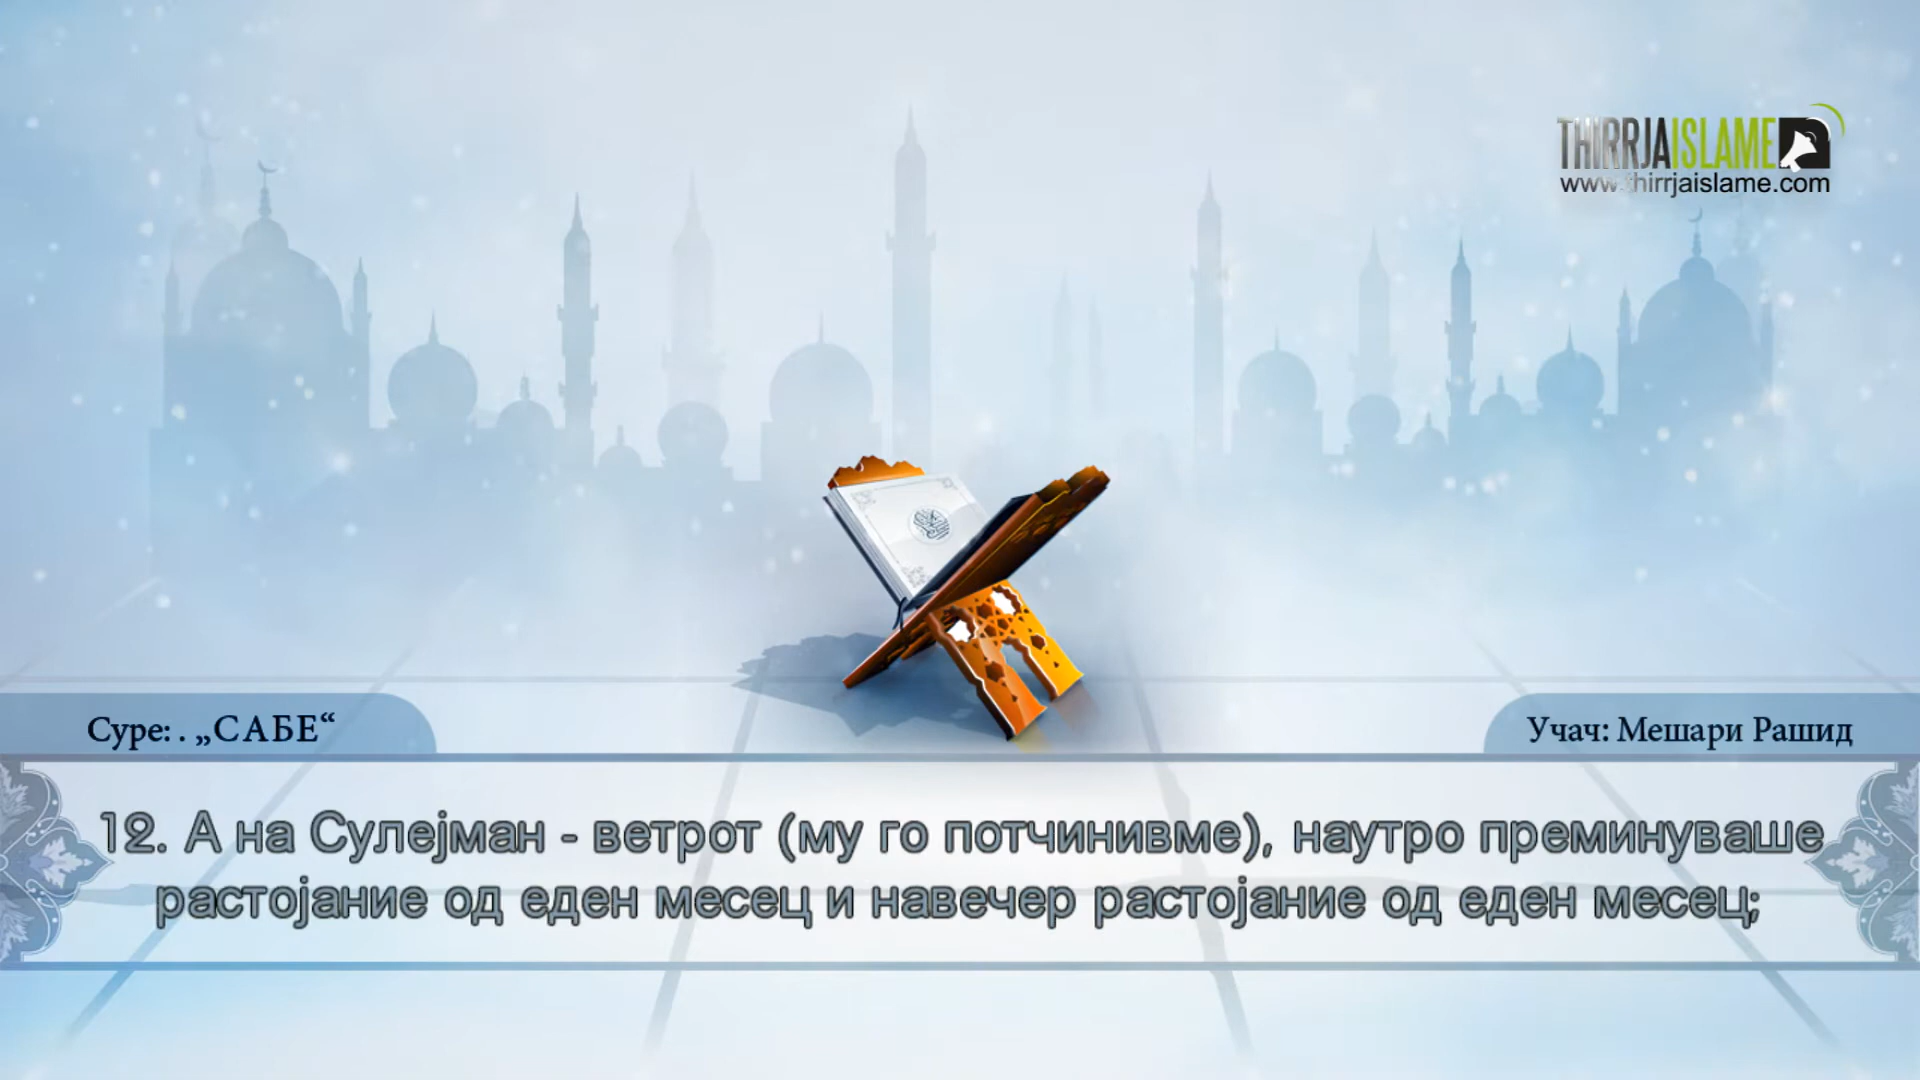 THIRRJAISLAME
www.thirrjaislame.com
Суре: . „САБЕ“
Учач: Мешари Рашид
12. А на Сулејман - ветрот (му го потчинивме), наутро преминуваше
растојание од еден месец и навечер растојание од еден месец;